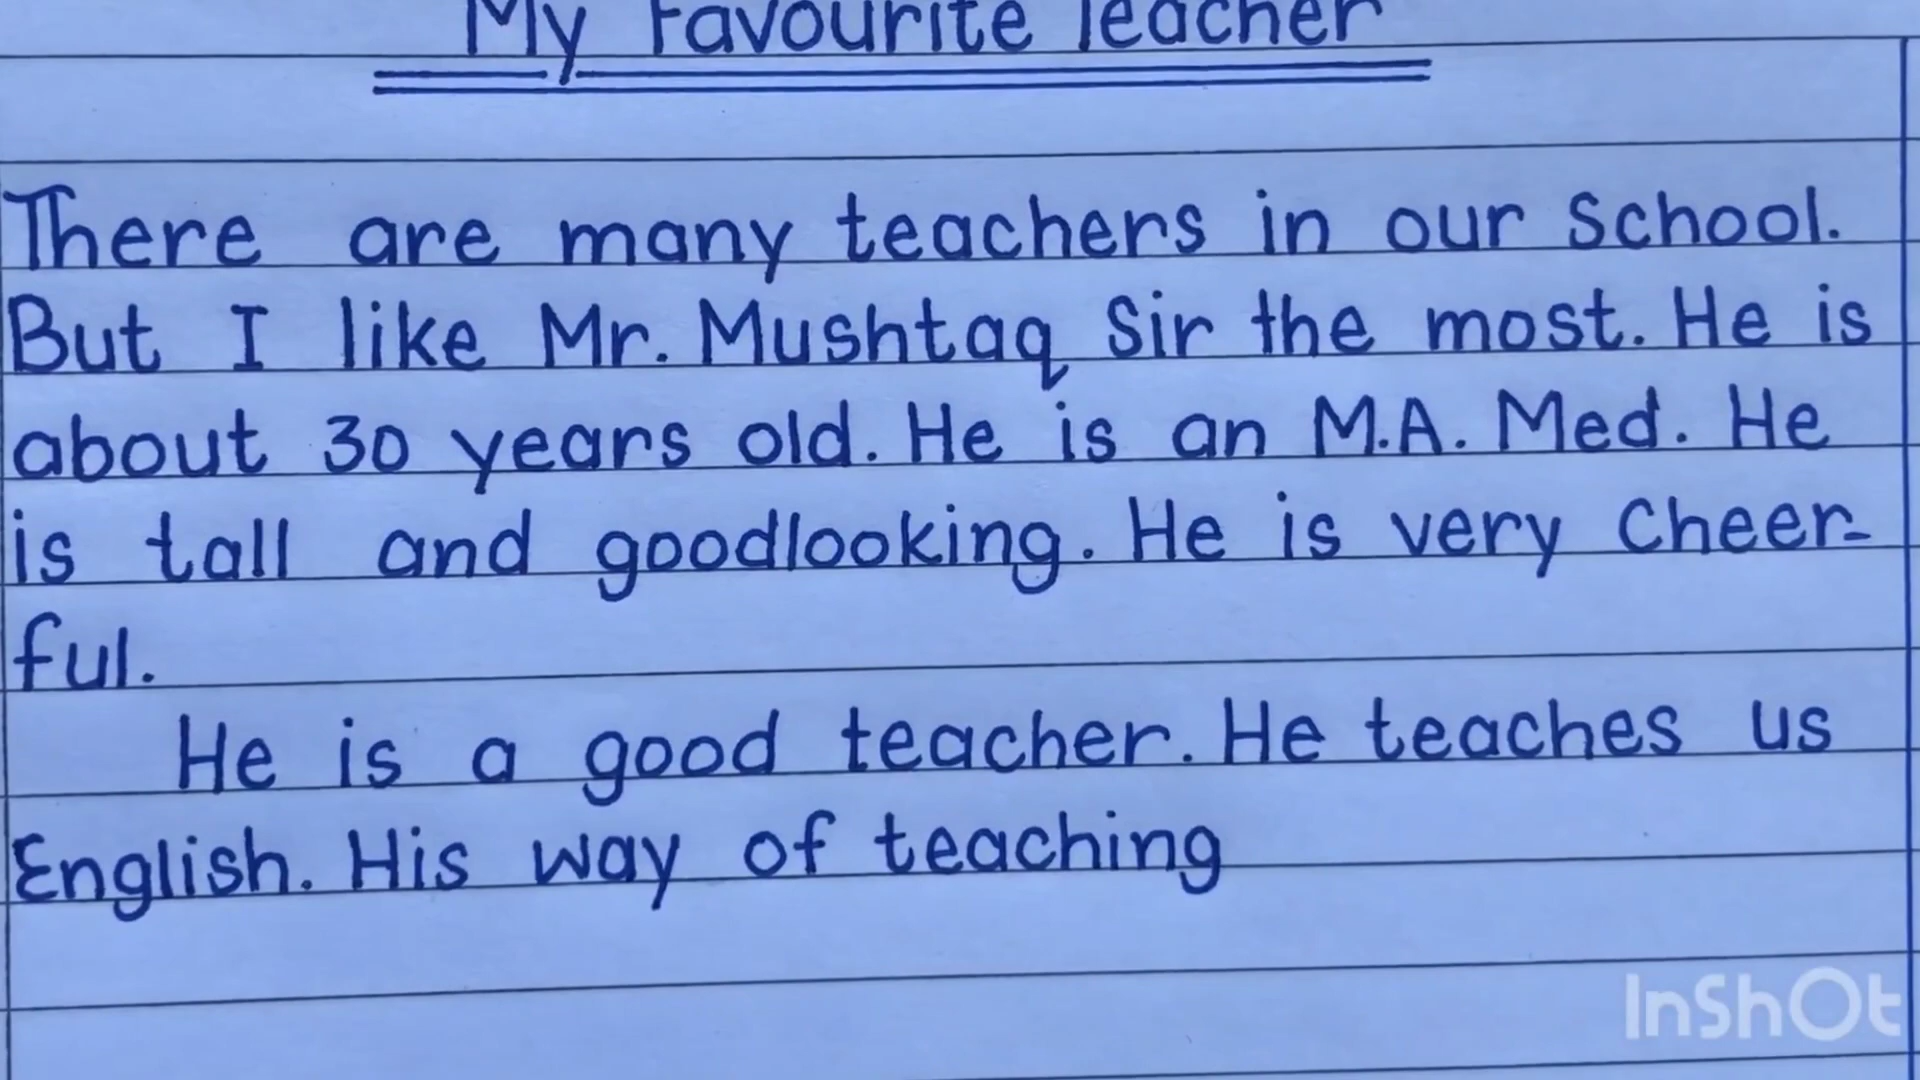 My Favourite Teacher
There are many teachers in our School.
But I like Mr. Mushtaq Sir the most. He is
about 30 years old. He is an M.A. Med. He
is tall and goodlooking. He is very Cheer-
ful.
He is a good teacher. He teaches us
English. His way of teaching
InShOt